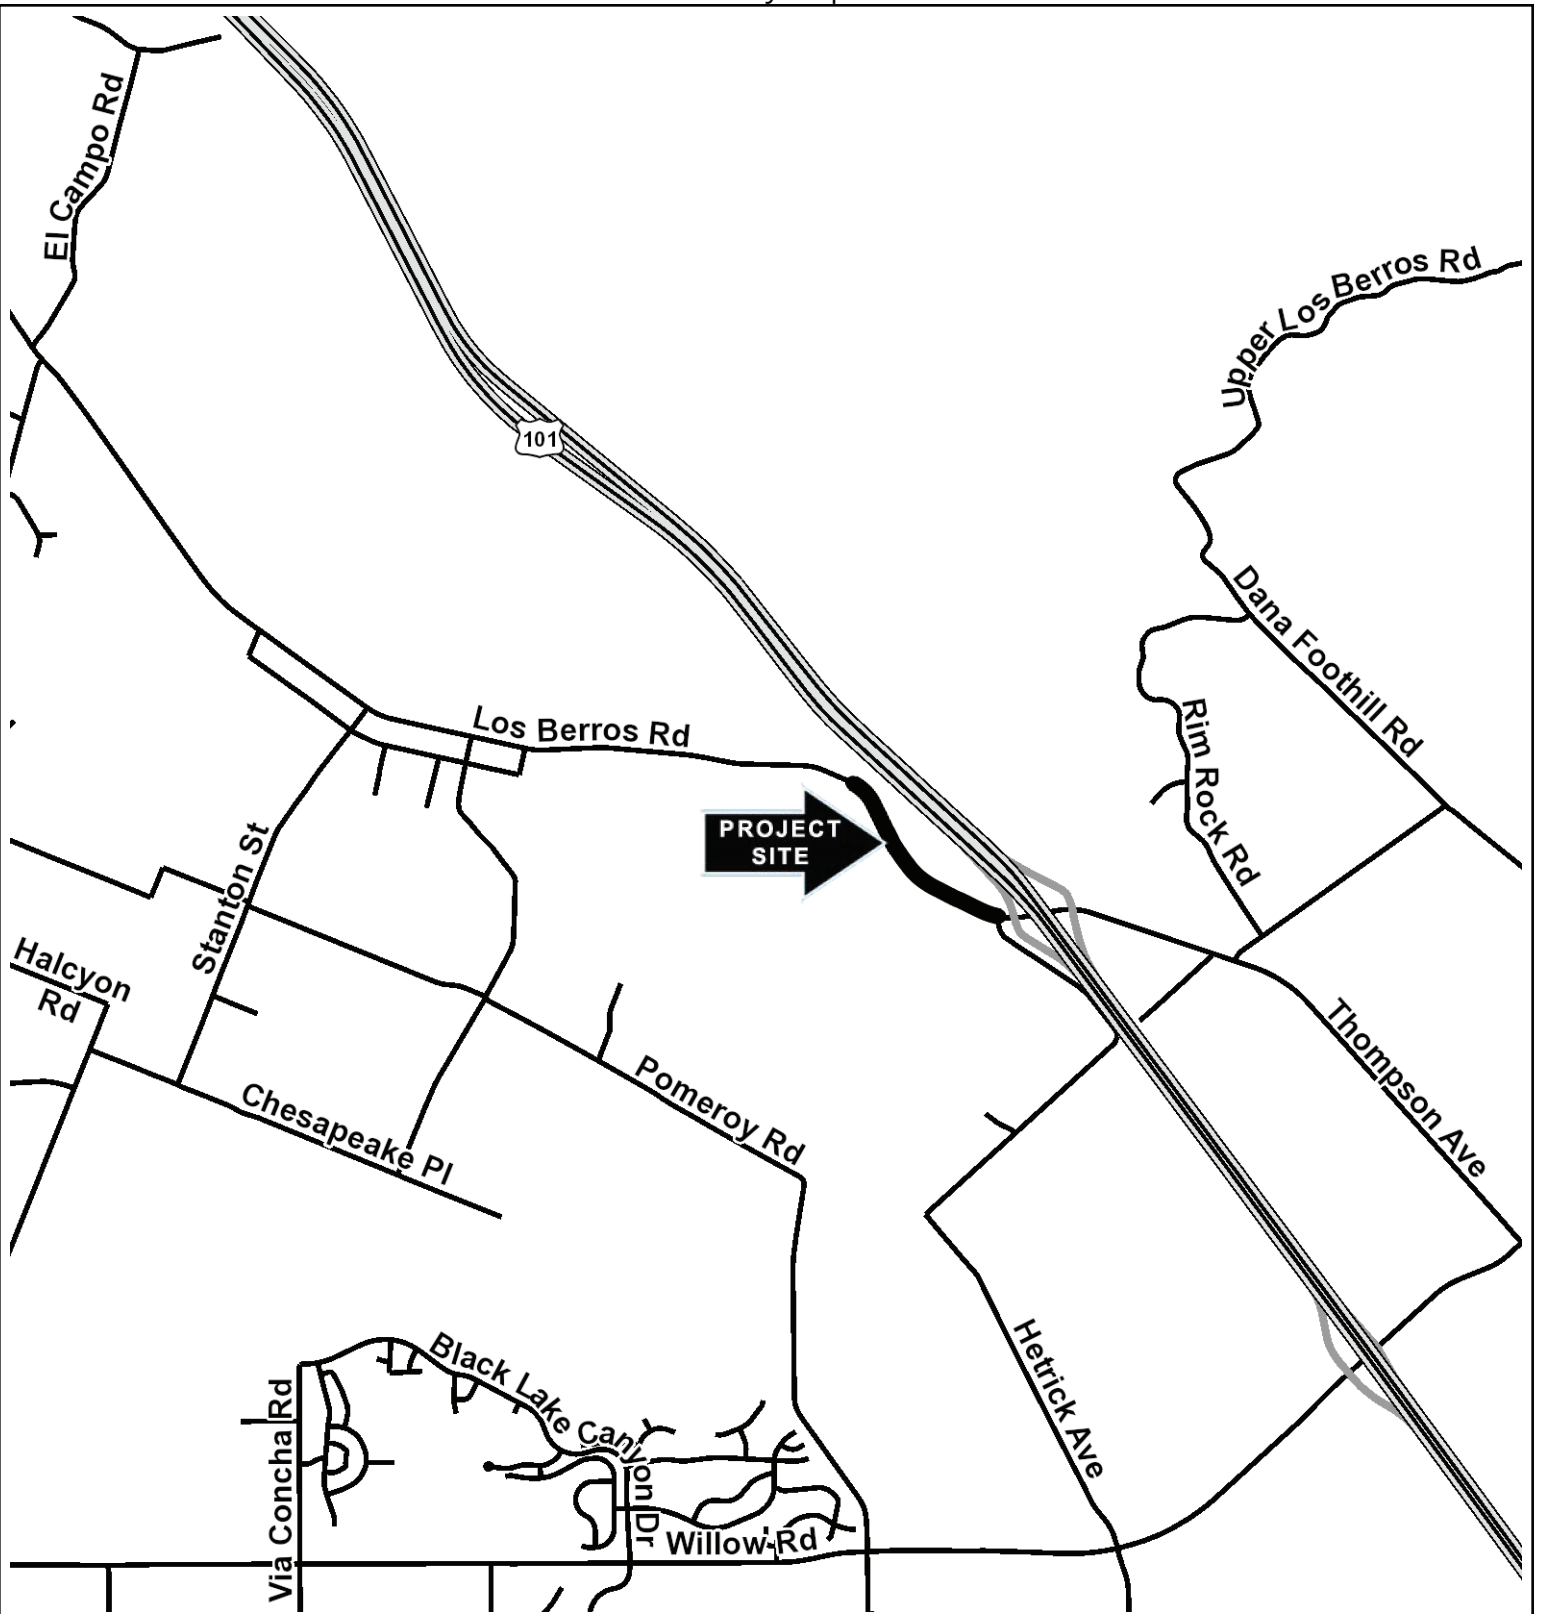 El Campo Rd
Upper Los Berros Rd
101
Dana Foothill Rd
Los Berros Rd
Rim Rock Rd
PROJECT
SITE
Stanton St
Halcyon
Rd
Thompson Ave
Pomeroy Rd
Chesapeake Pl
Hetrick Ave
Black Lake Canyon Dr
Via Concha Rd
Willow Rd